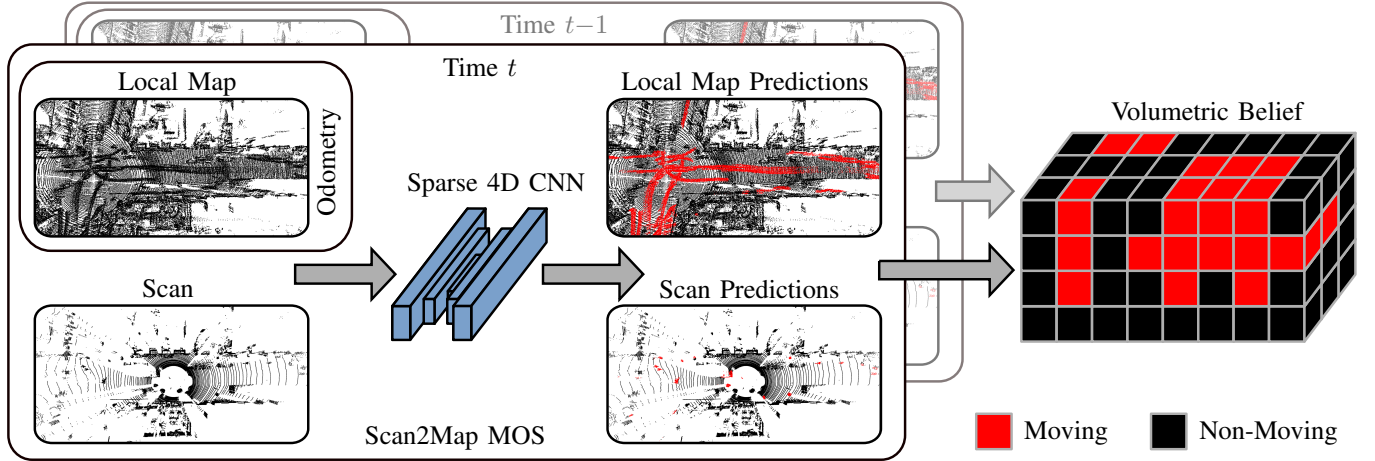 Time t−1
Time t
Local Map
Odometry
Sparse 4D CNN
Local Map Predictions
Volumetric Belief
Scan
Scan Predictions
Scan2Map MOS
Moving
Non-Moving